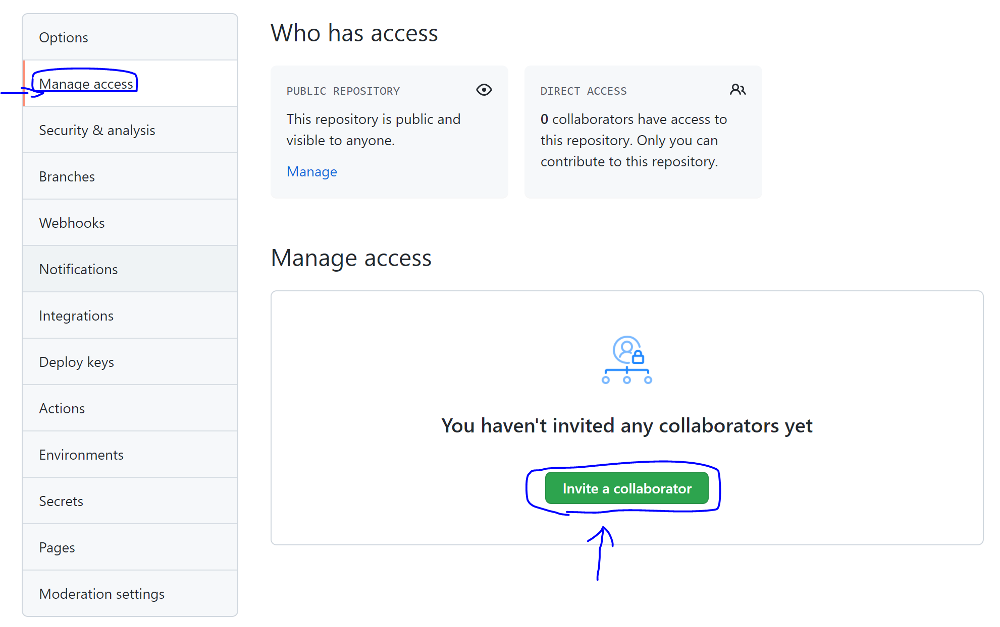 Options
Manage access
Security & analysis
Branches
Webhooks
Notifications
Integrations
Deploy keys
Actions
Environments
Secrets
Pages
Moderation settings
Who has access
PUBLIC REPOSITORY
This repository is public and
visible to anyone.
Manage
DIRECT ACCESS
0 collaborators have access to
this repository. Only you can
contribute to this repository.
Manage access
You haven't invited any collaborators yet
Invite a collaborator